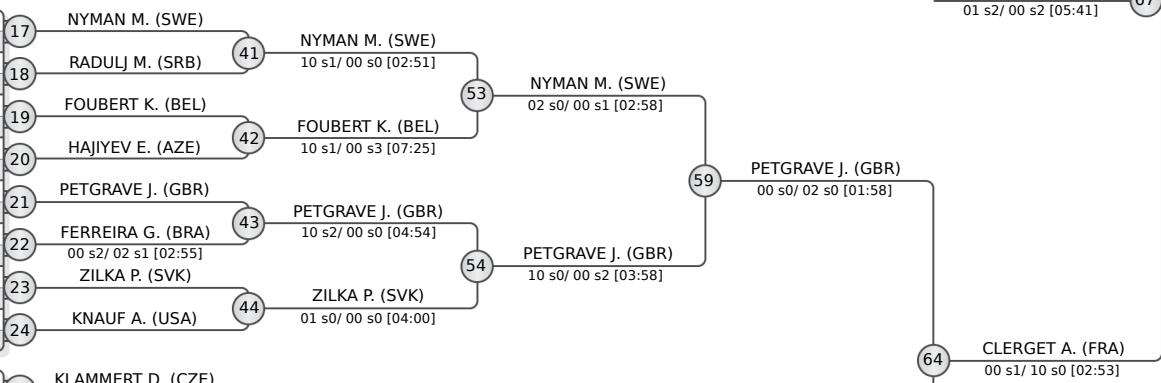 67
01 s2/ 00 s2 [05:41]
17
NYMAN M. (SWE)
18
RADULJ M. (SRB)
41
NYMAN M. (SWE)
10 s1/ 00 s0 [02:51]
19
FOUBERT K. (BEL)
20
HAJIYEV E. (AZE)
42
FOUBERT K. (BEL)
10 s1/ 00 s3 [07:25]
53
NYMAN M. (SWE)
02 s0/ 00 s1 [02:58]
21
PETGRAVE J. (GBR)
22
FERREIRA G. (BRA)
00 s2/ 02 s1 [02:55]
43
PETGRAVE J. (GBR)
10 s2/ 00 s0 [04:54]
23
ZILKA P. (SVK)
24
KNAUF A. (USA)
44
ZILKA P. (SVK)
01 s0/ 00 s0 [04:00]
54
PETGRAVE J. (GBR)
10 s0/ 00 s2 [03:58]
59
PETGRAVE J. (GBR)
00 s0/ 02 s0 [01:58]
64
CLERGET A. (FRA)
00 s1/ 10 s0 [02:53]
KLAMMERT D. (CZE)